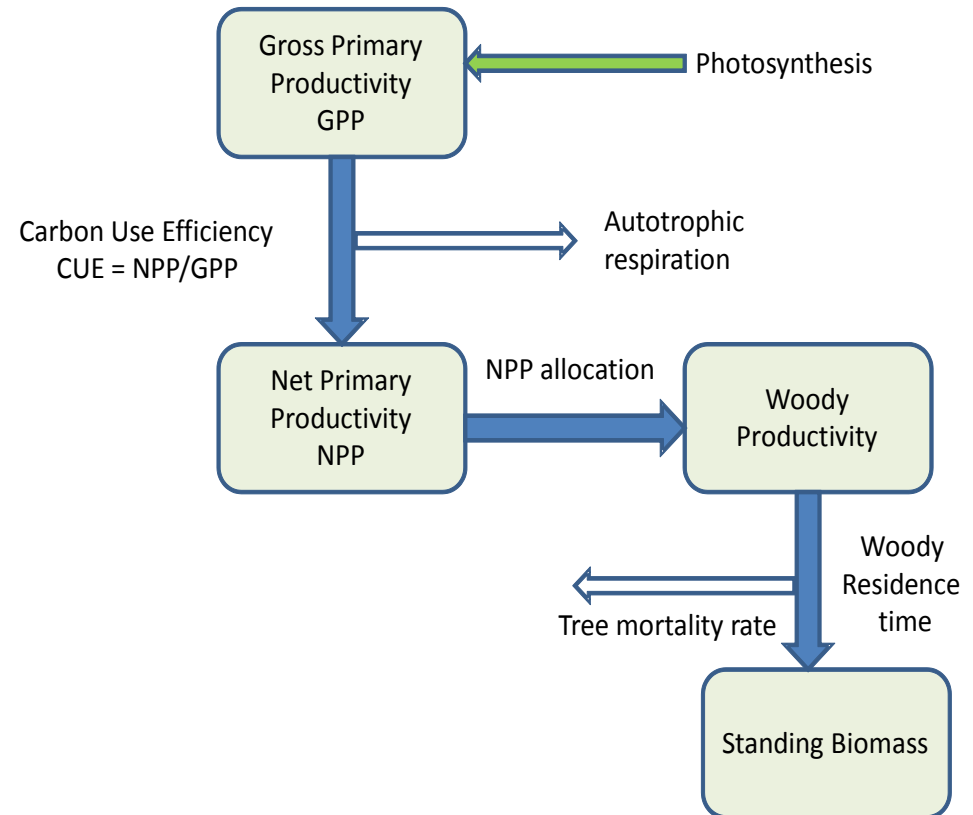 Gross Primary
Productivity
GPP
Photosynthesis
Carbon Use Efficiency
CUE = NPP/GPP
Autotrophic
respiration
Net Primary
Productivity
NPP
NPP allocation
Woody
Productivity
Woody
Residence
time
Tree mortality rate
Standing Biomass